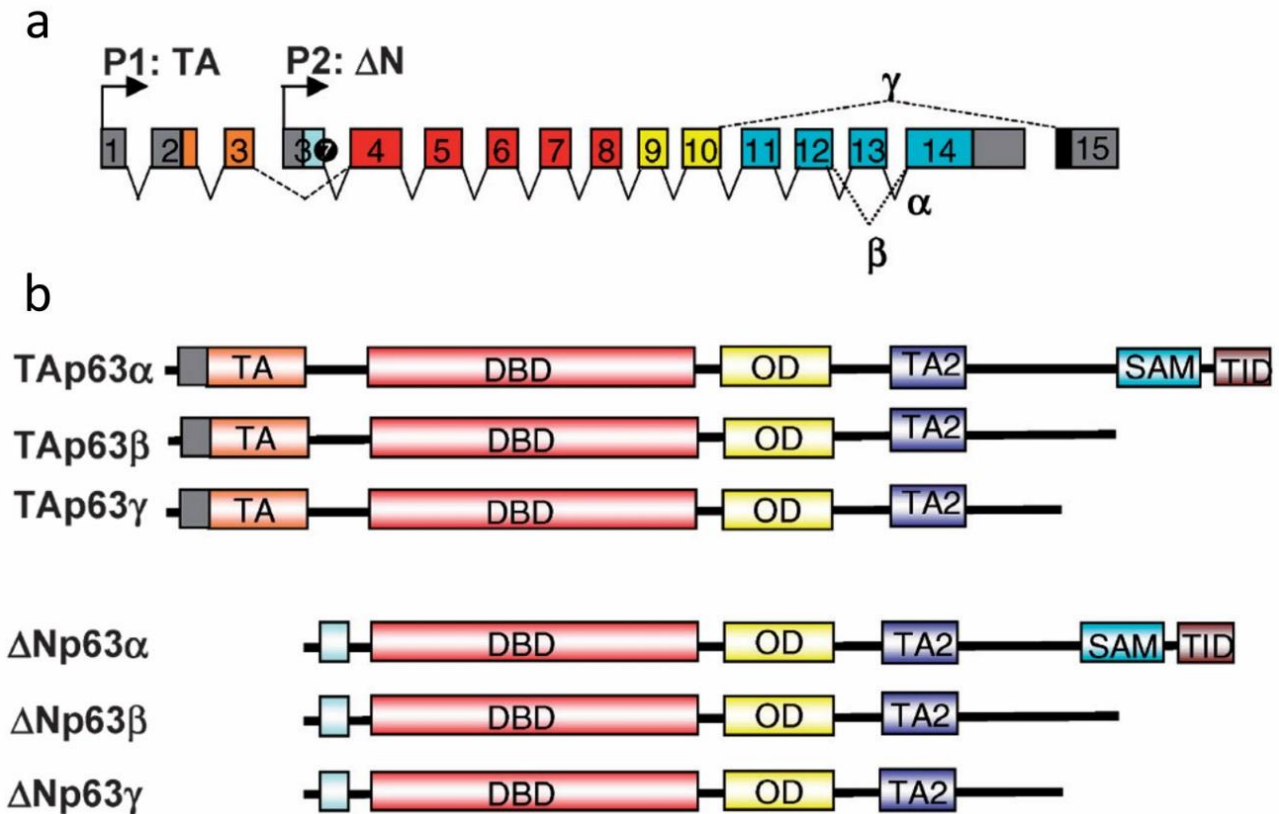 a
P1: TA P2: ΔN
γ
1 2 3 3 7 4 5 6 7 8 9 10 11 12 13 14 15
α
β
b
TAp63α TA DBD OD TA2 SAM TID
TAp63β TA DBD OD TA2
TAp63γ TA DBD OD TA2
ΔNp63α DBD OD TA2 SAM TID
ΔNp63β DBD OD TA2
ΔNp63γ DBD OD TA2